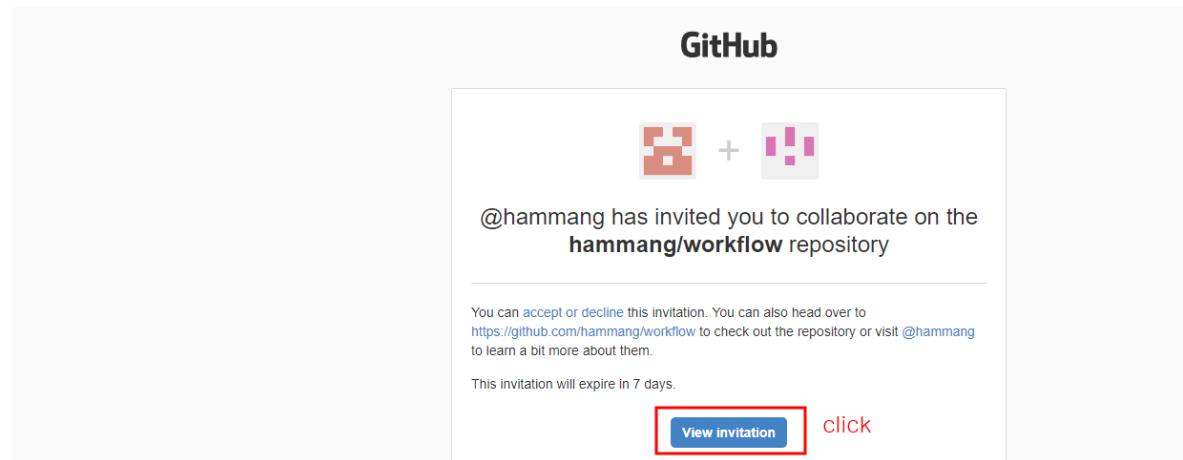 GitHub
+
@hammang has invited you to collaborate on the
hammang/workflow repository
You can accept or decline this invitation. You can also head over to
https://github.com/hammang/workflow to check out the repository or visit @hammang
to learn a bit more about them.
This invitation will expire in 7 days.
View invitation click